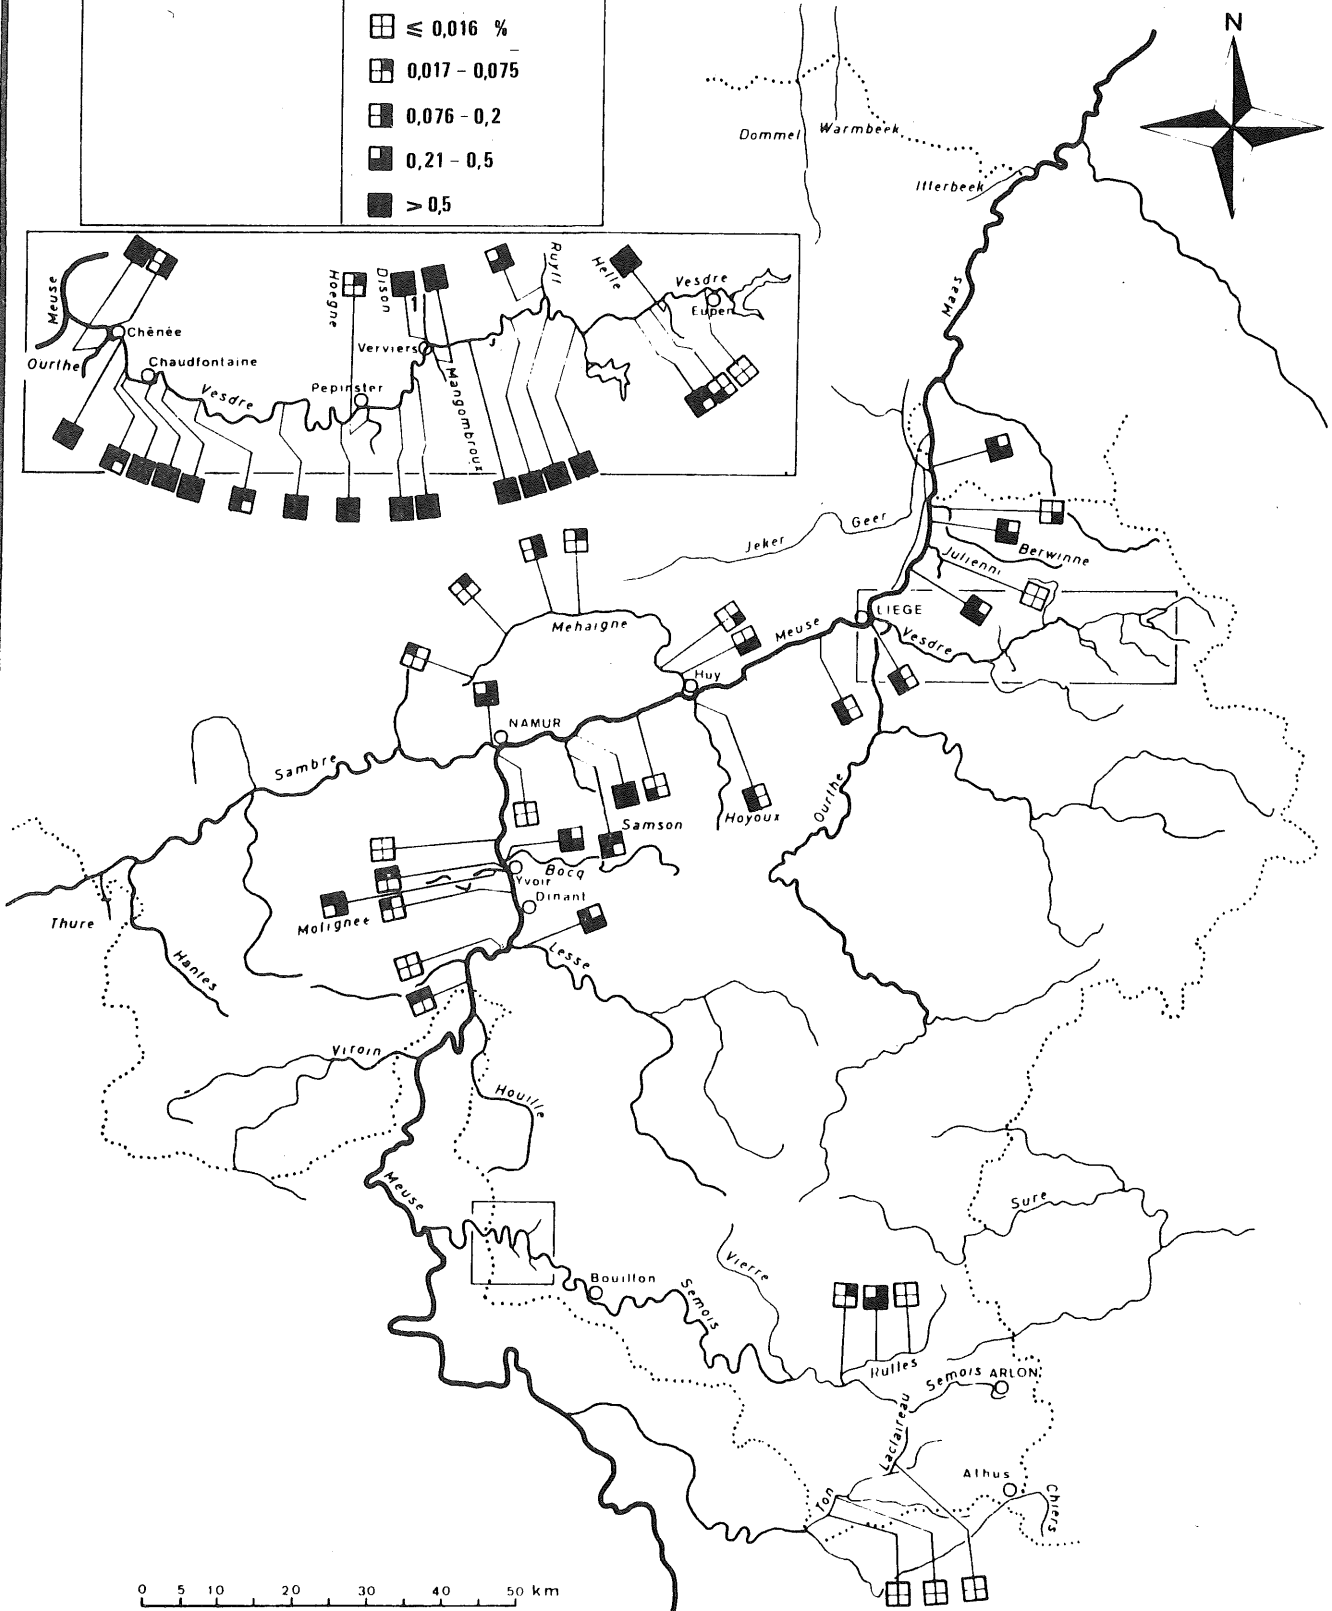 ≤ 0,016 %
0,017 - 0,075
0,076 - 0,2
0,21 - 0,5
> 0,5
N
Dommel
Warmbeek
Itterbeek
Maas
Meuse
Ourthe
Chênée
Chaudfontaine
Vesdre
Hoegne
Dison
Pepinster
Verviers
Mangombroux
Ruyff
Helle
Vesdre
Eupen
Jeker
Geer
Berwinne
Julienni
LIEGE
Vesdre
Mehaigne
Meuse
Huy
NAMUR
Sambre
Samson
Hoyoux
Ourthe
Bocq
Yvoir
Dinant
Molignée
Thure
Hantes
Lesse
Viroin
Houille
Meuse
Sure
Vierre
Bouillon
Semois
Rulles
Semois
ARLON
Laclaireau
Athus
Chiers
Ton
0 5 10 20 30 40 50 km